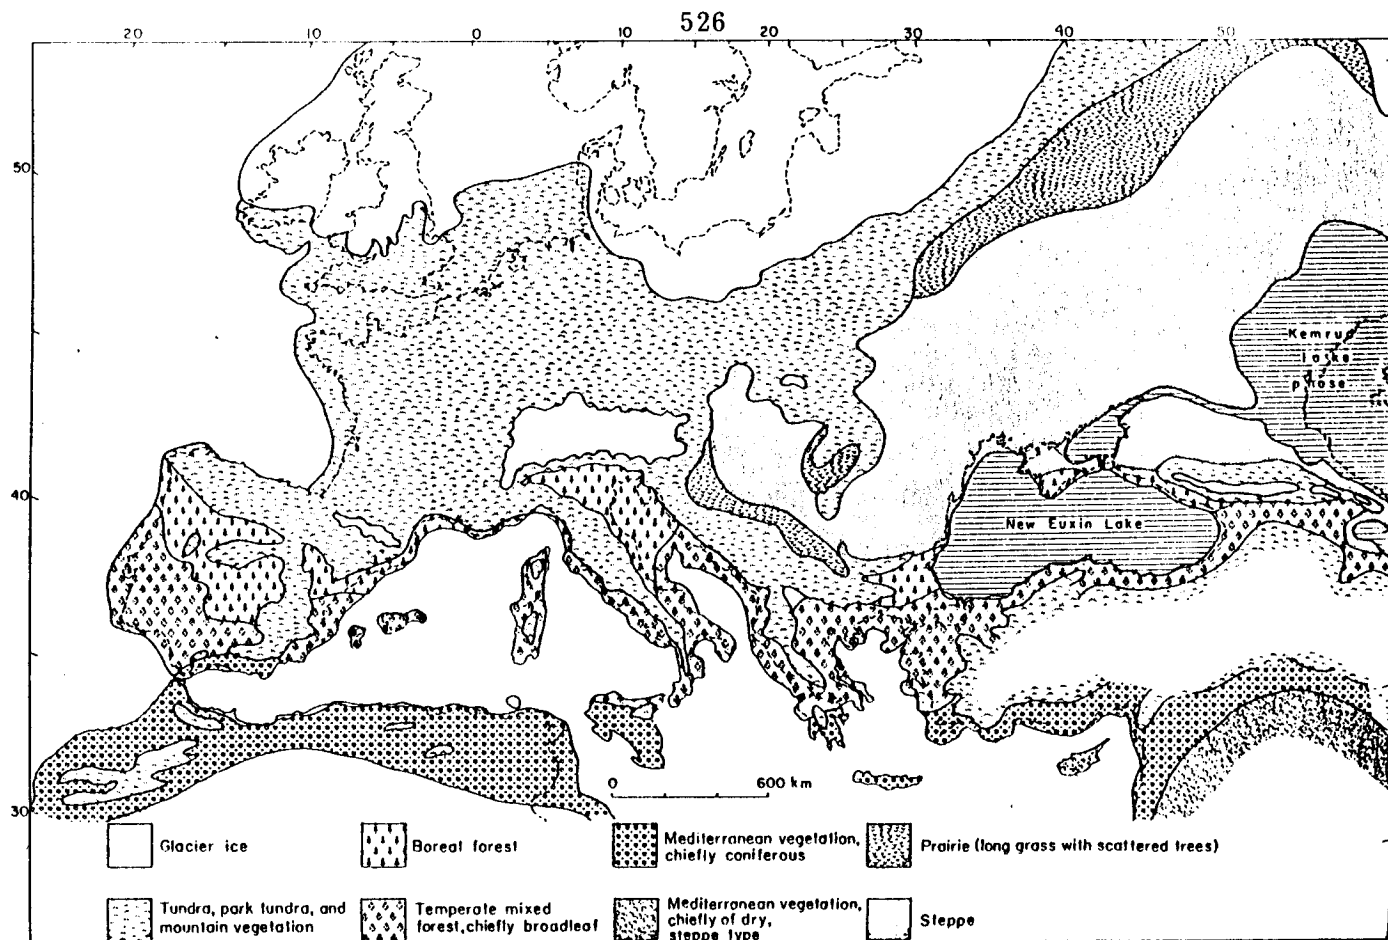 526
20 10 0 10 20 30 40 50
50
40
30
Kemrud
lake
phase
New Euxin Lake
0 600 km
Glacier ice
Boreal forest
Mediterranean vegetation,
chiefly coniferous
Prairie (long grass with scattered trees)
Tundra, park tundra, and
mountain vegetation
Temperate mixed
forest, chiefly broadleaf
Mediterranean vegetation,
chiefly of dry,
steppe type
Steppe